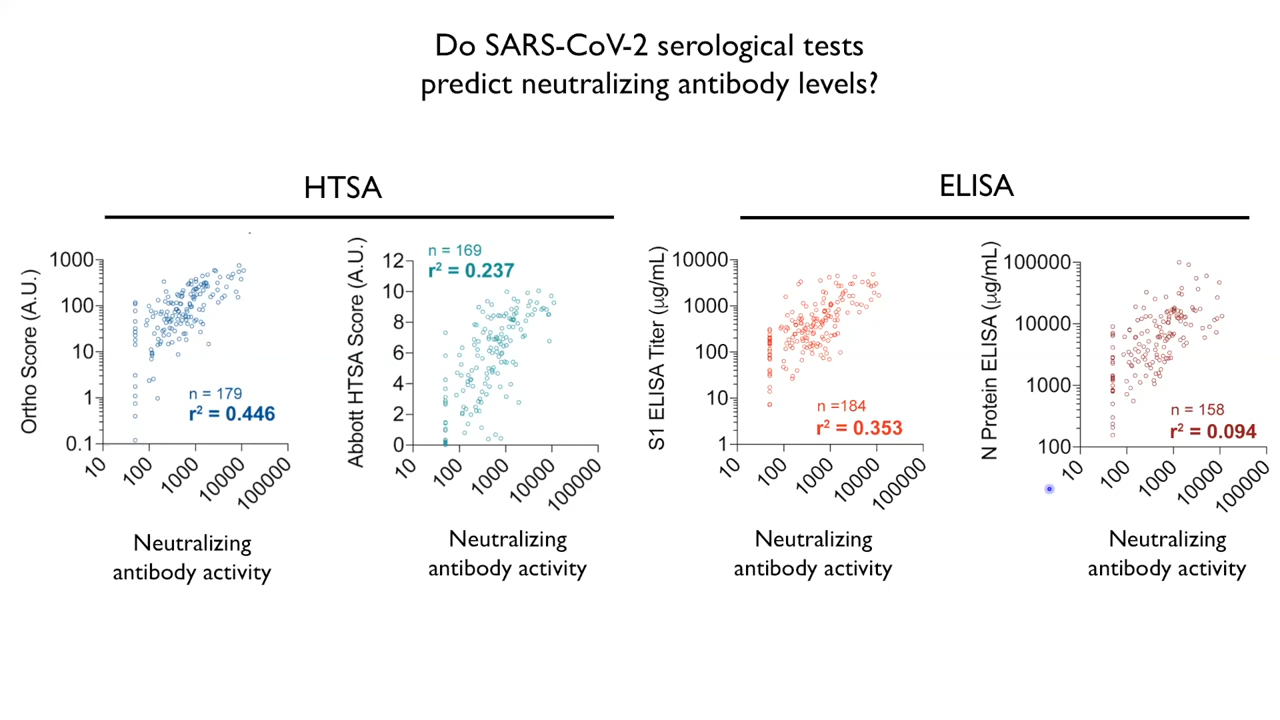 Do SARS-CoV-2 serological tests
predict neutralizing antibody levels?
HTSA
ELISA
Ortho Score (A.U.)
1000
100
10
1
0.1
n = 179
r² = 0.446
10
100
1000
10000
100000
Neutralizing
antibody activity
Abbott HTSA Score (A.U.)
12
10
8
6
4
2
0
n = 169
r² = 0.237
10
100
1000
10000
100000
Neutralizing
antibody activity
S1 ELISA Titer (µg/mL)
10000
1000
100
10
1
n =184
r² = 0.353
10
100
1000
10000
100000
Neutralizing
antibody activity
N Protein ELISA (µg/mL)
100000
10000
1000
100
n = 158
r² = 0.094
10
100
1000
10000
100000
Neutralizing
antibody activity